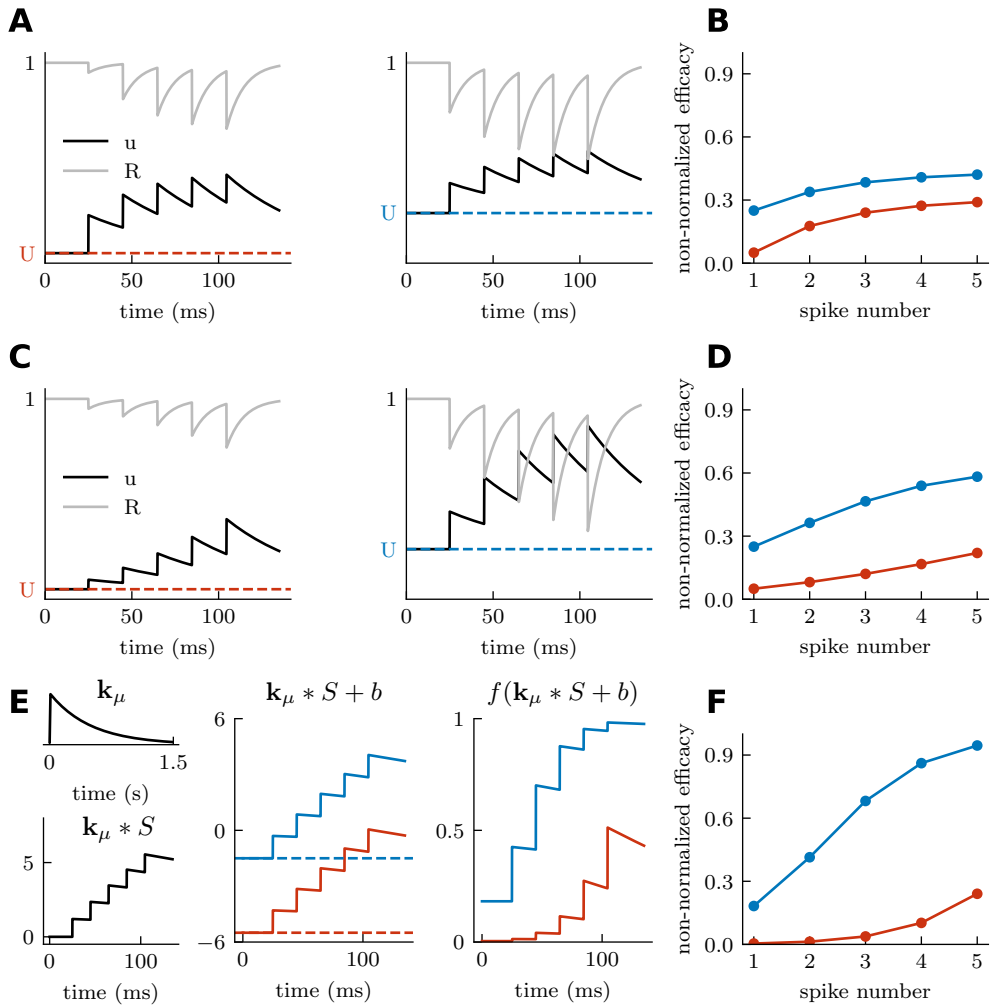 A
1
u
R
U
0
50
100
time (ms)
U
0
50
100
time (ms)
B
non-normalized efficacy
0.9
0.6
0.3
0.0
1 2 3 4 5
spike number
C
1
u
R
U
0
50
100
time (ms)
1
U
0
50
100
time (ms)
D
non-normalized efficacy
0.9
0.6
0.3
0.0
1 2 3 4 5
spike number
E
k_μ
0
1.5
time (s)
k_μ ∗ S
5
0
0
100
time (ms)
k_μ ∗ S + b
6
0
−6
0
100
time (ms)
f(k_μ ∗ S + b)
1
0.5
0
0
100
time (ms)
F
non-normalized efficacy
0.9
0.6
0.3
0.0
1 2 3 4 5
spike number